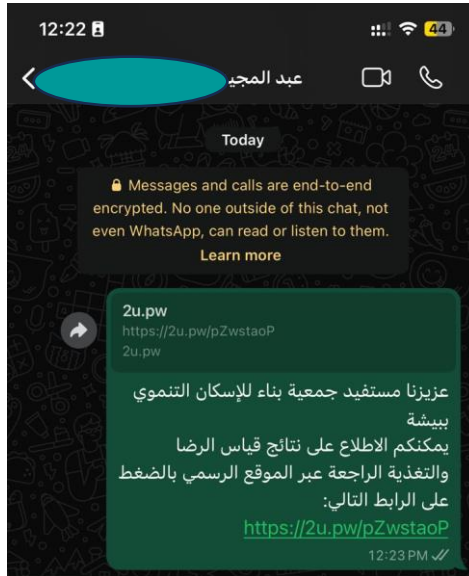 12:22
44
عبد المجيد
Today
Messages and calls are end-to-end
encrypted. No one outside of this chat, not
even WhatsApp, can read or listen to them.
Learn more
2u.pw
https://2u.pw/pZwstaoP
2u.pw
عزيزنا مستفيد جمعية بناء للإسكان التنموي
ببيشة
يمكنكم الاطلاع على نتائج قياس الرضا
والتغذية الراجعة عبر الموقع الرسمي بالضغط
على الرابط التالي:
https://2u.pw/pZwstaoP
12:23 PM